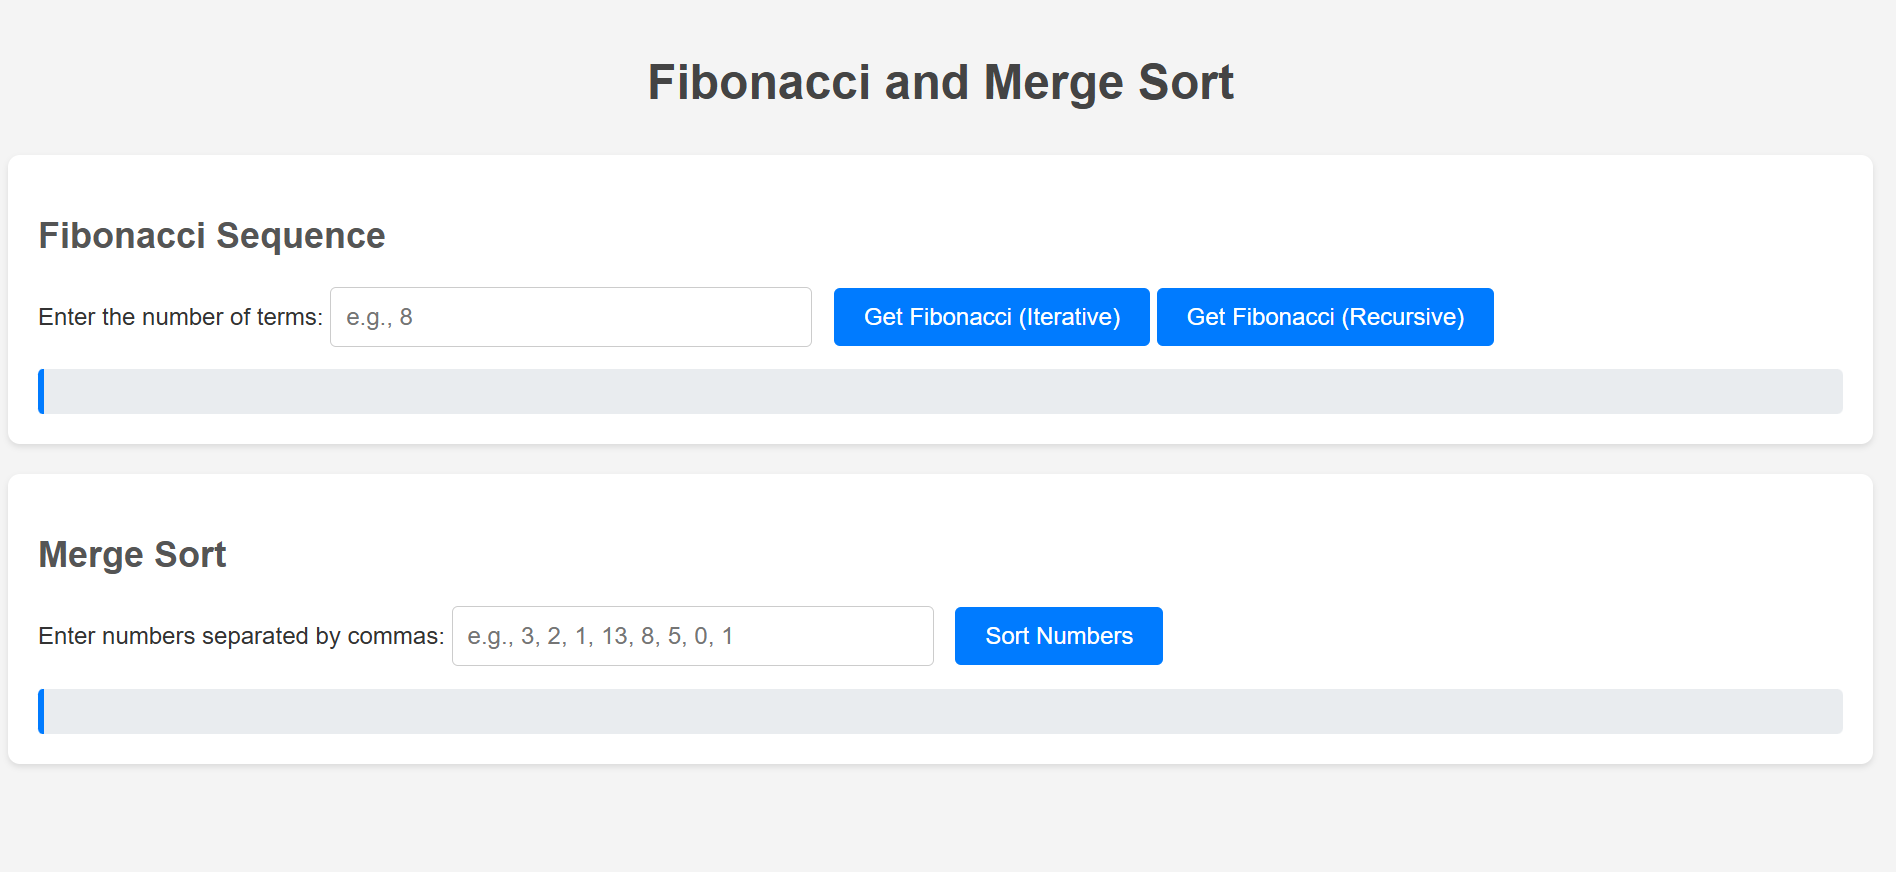 Fibonacci and Merge Sort
Fibonacci Sequence
Enter the number of terms: e.g., 8 Get Fibonacci (Iterative) Get Fibonacci (Recursive)
Merge Sort
Enter numbers separated by commas: e.g., 3, 2, 1, 13, 8, 5, 0, 1 Sort Numbers